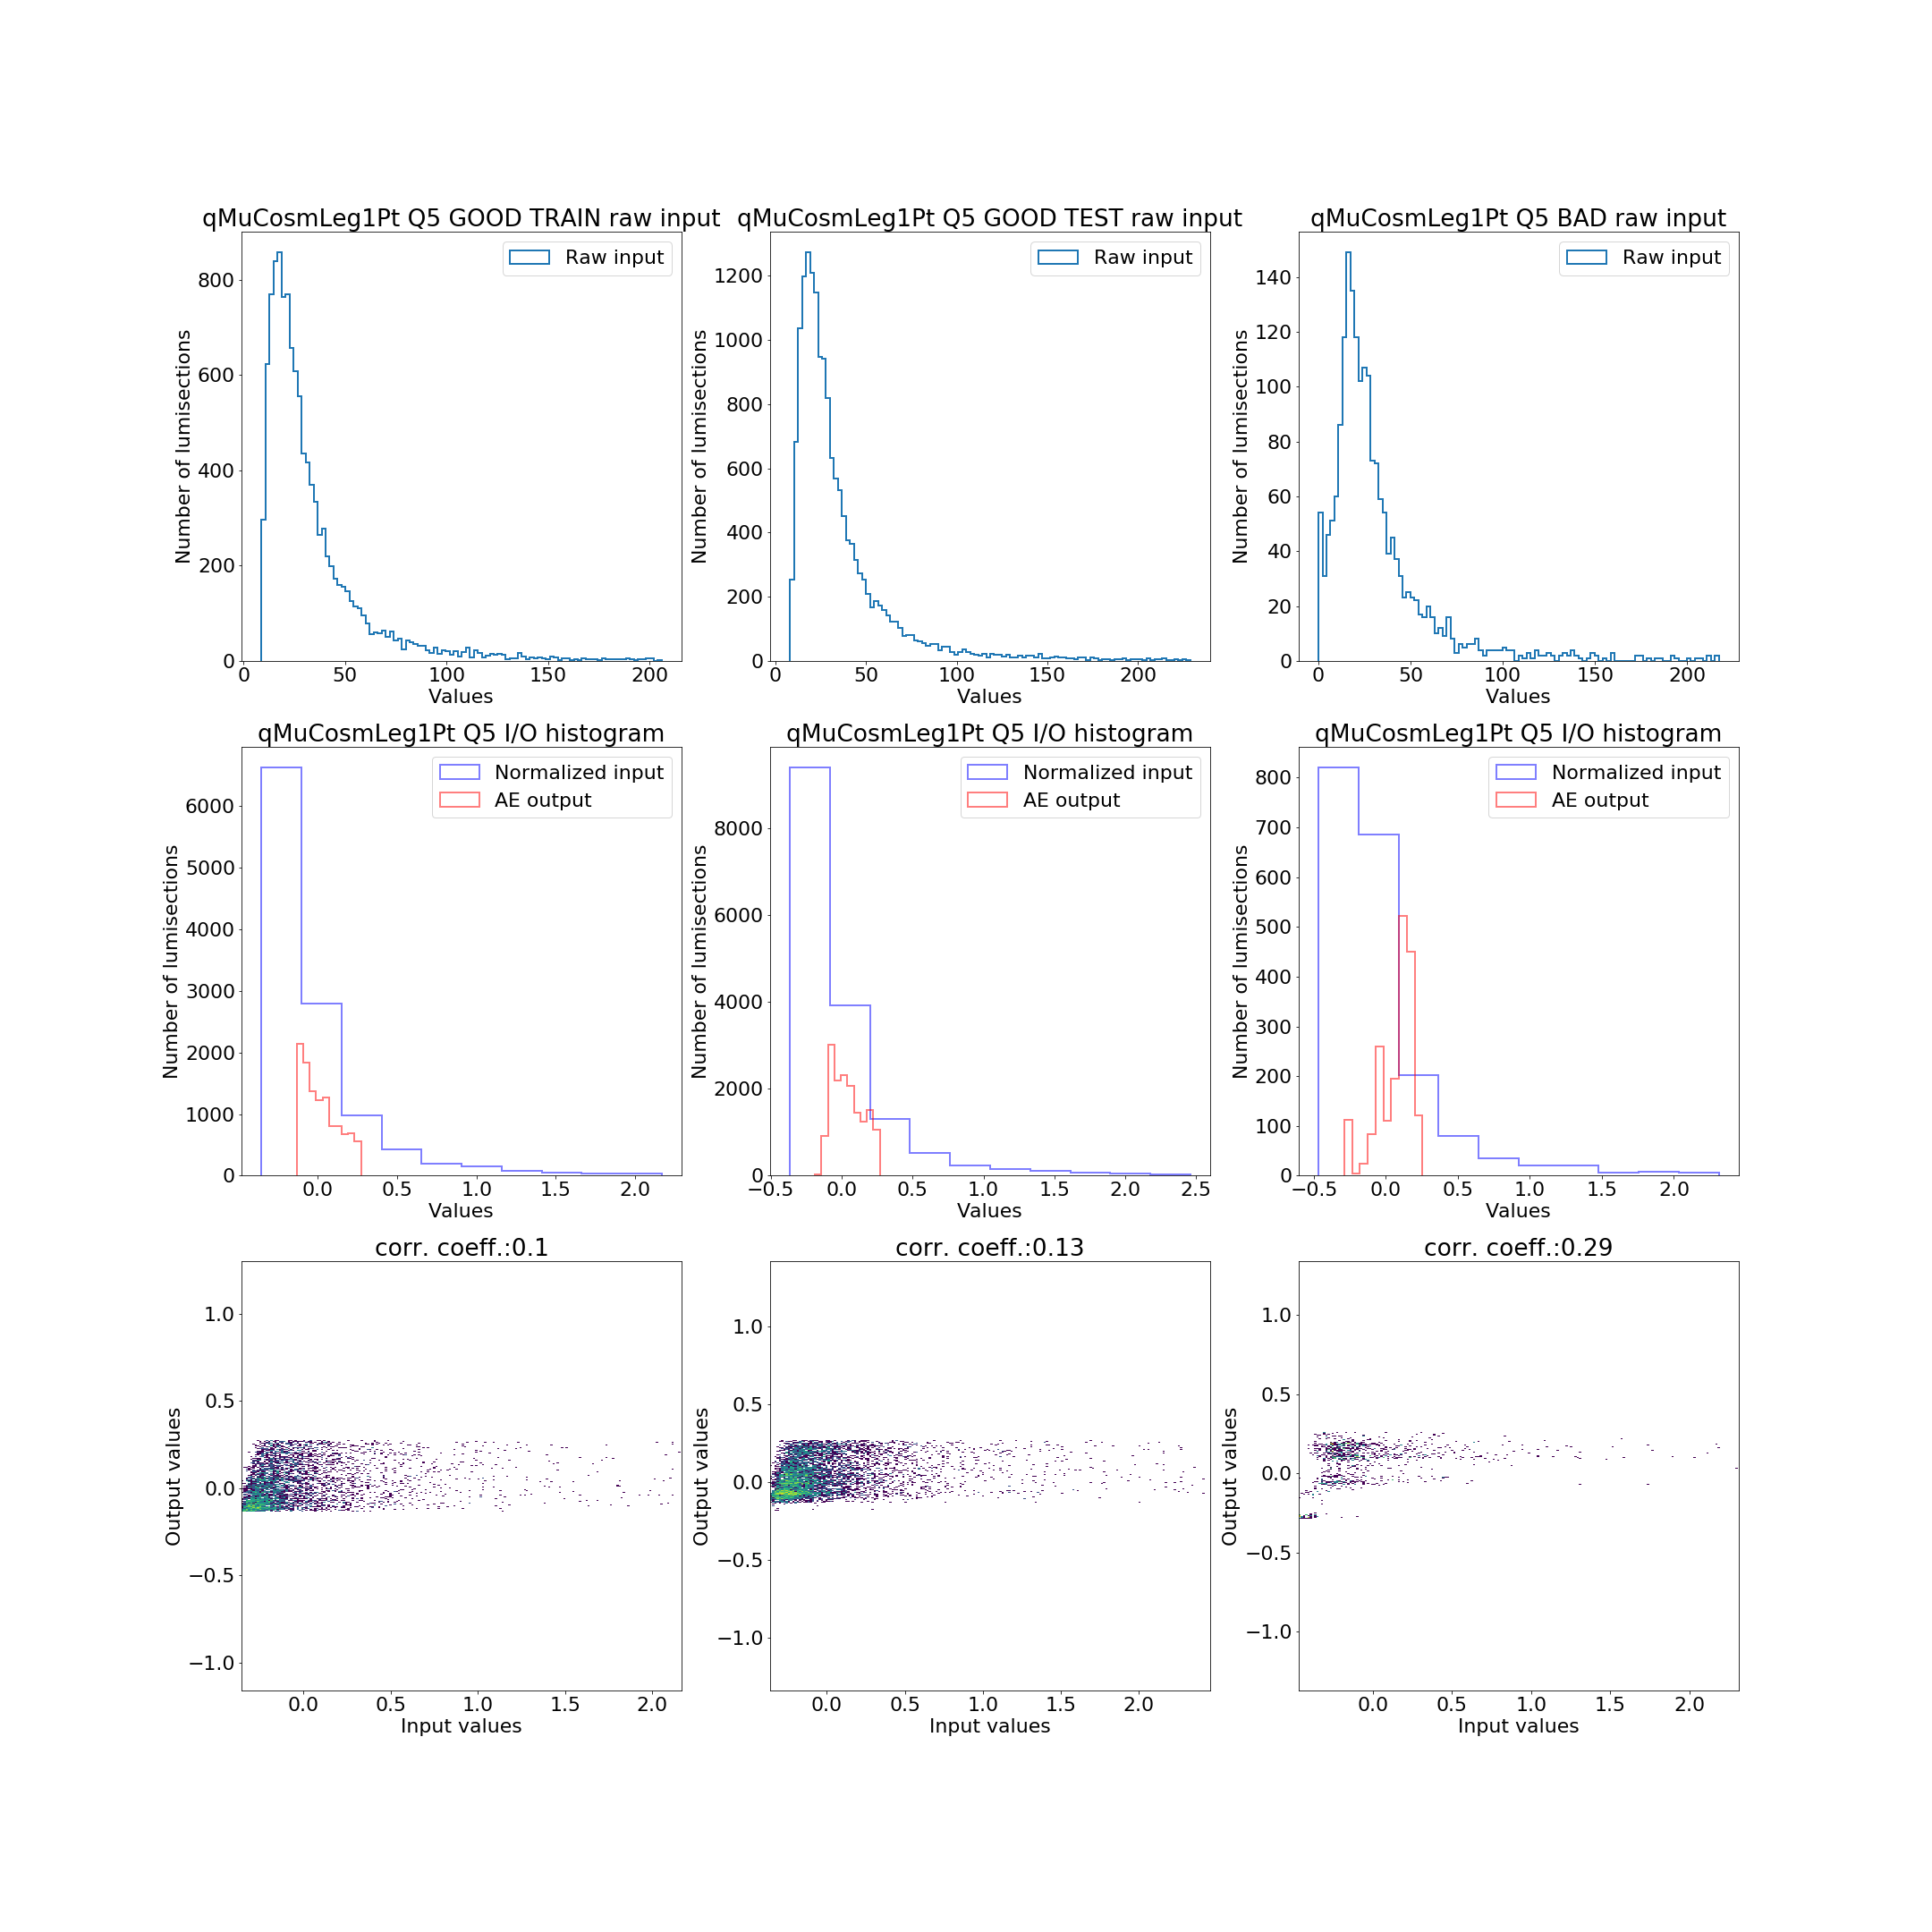 qMuCosmLeg1Pt Q5 GOOD TRAIN raw input
Raw input
Number of lumisections
800
600
400
200
0
0 50 100 150 200
Values
qMuCosmLeg1Pt Q5 GOOD TEST raw input
Raw input
Number of lumisections
1200
1000
800
600
400
200
0
0 50 100 150 200
Values
qMuCosmLeg1Pt Q5 BAD raw input
Raw input
Number of lumisections
140
120
100
80
60
40
20
0
0 50 100 150 200
Values
qMuCosmLeg1Pt Q5 I/O histogram
Normalized input
AE output
Number of lumisections
6000
5000
4000
3000
2000
1000
0
0.0 0.5 1.0 1.5 2.0
Values
qMuCosmLeg1Pt Q5 I/O histogram
Normalized input
AE output
Number of lumisections
8000
6000
4000
2000
0
−0.5 0.0 0.5 1.0 1.5 2.0 2.5
Values
qMuCosmLeg1Pt Q5 I/O histogram
Normalized input
AE output
Number of lumisections
800
700
600
500
400
300
200
100
0
−0.5 0.0 0.5 1.0 1.5 2.0
Values
corr. coeff.:0.1
Output values
1.0
0.5
0.0
−0.5
−1.0
0.0 0.5 1.0 1.5 2.0
Input values
corr. coeff.:0.13
Output values
1.0
0.5
0.0
−0.5
−1.0
0.0 0.5 1.0 1.5 2.0
Input values
corr. coeff.:0.29
Output values
1.0
0.5
0.0
−0.5
−1.0
0.0 0.5 1.0 1.5 2.0
Input values